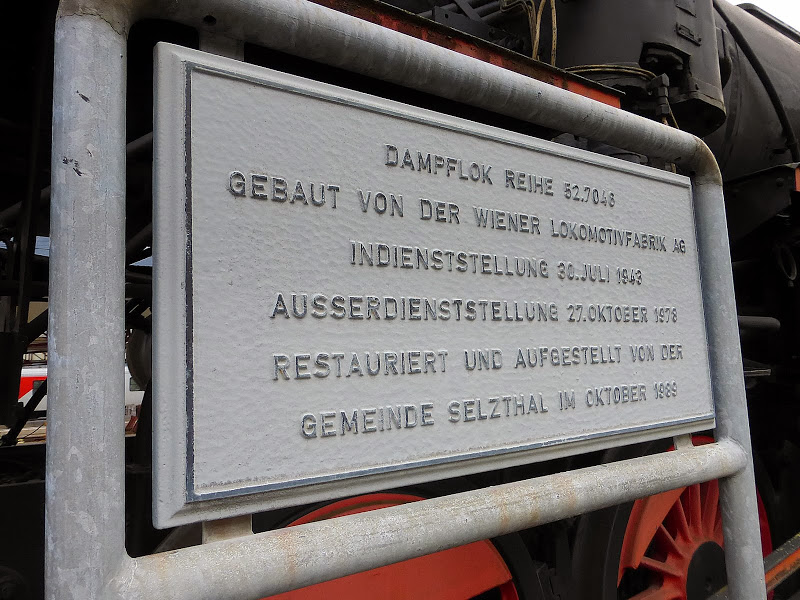 DAMPFLOK REIHE 52.7046
GEBAUT VON DER WIENER LOKOMOTIVFABRIK AG
INDIENSTSTELLUNG 30.JULI 1943
AUSSERDIENSTSTELLUNG 27.OKTOBER 1978
RESTAURIERT UND AUFGESTELLT VON DER
GEMEINDE SELZTHAL IM OKTOBER 1989